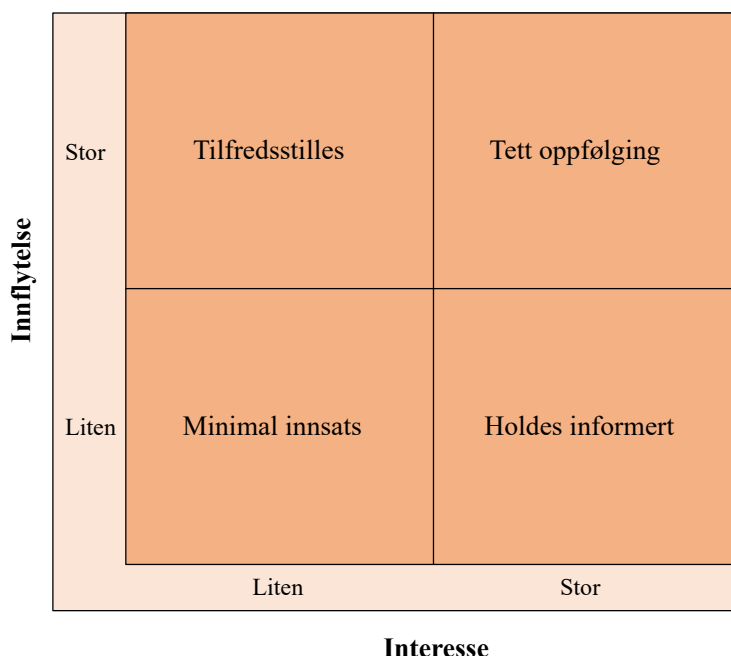 Stor
Tilfredsstilles
Tett oppfølging
Innflytelse
Liten
Minimal innsats
Holdes informert
Liten
Stor
Interesse